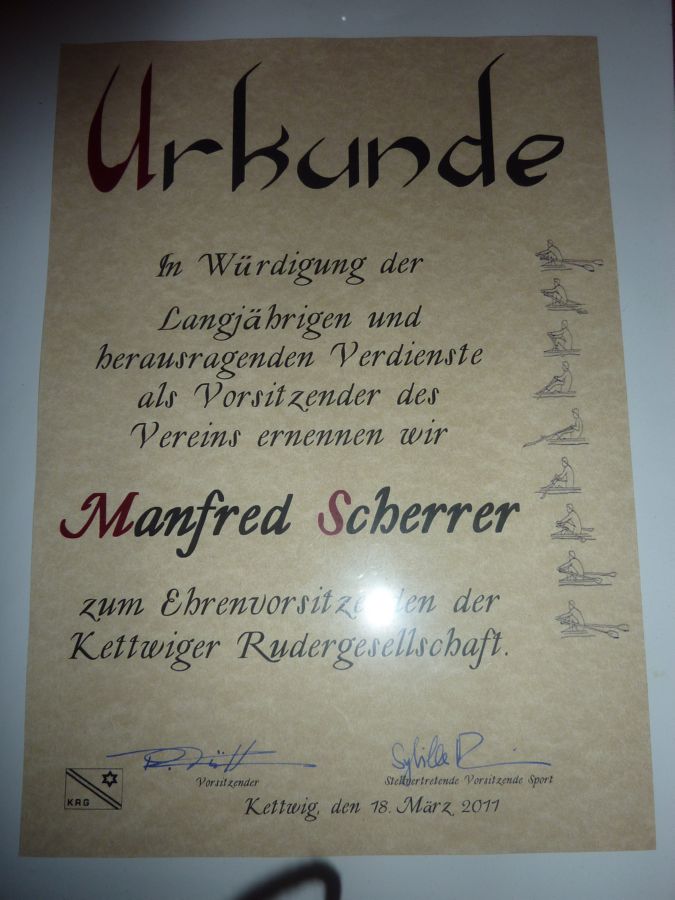 Urkunde
In Würdigung der
Langjährigen und
herausragenden Verdienste
als Vorsitzender des
Vereins ernennen wir
Manfred Scherrer
zum Ehrenvorsitzenden der
Kettwiger Rudergesellschaft.
Sybille
Vorsitzender
Stellvertretende Vorsitzende Sport
KRG
Kettwig, den 18. März 2011